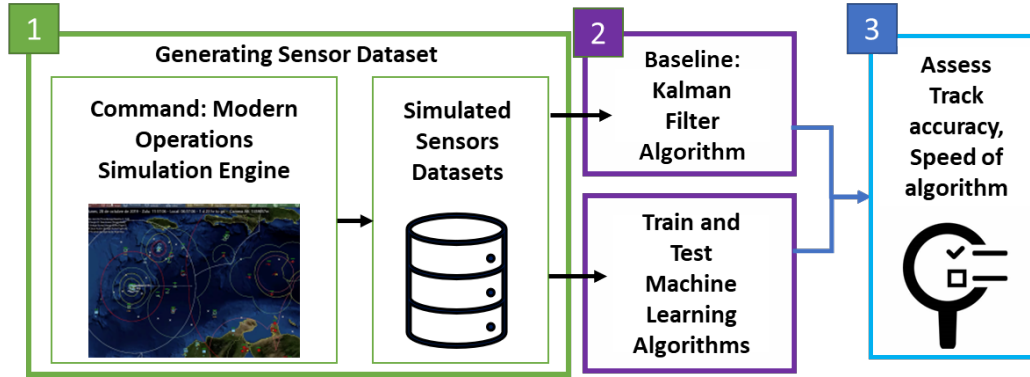 1
Generating Sensor Dataset
Command: Modern
Operations
Simulation Engine
Simulated
Sensors
Datasets
2
Baseline:
Kalman
Filter
Algorithm
Train and
Test
Machine
Learning
Algorithms
3
Assess
Track
accuracy,
Speed of
algorithm